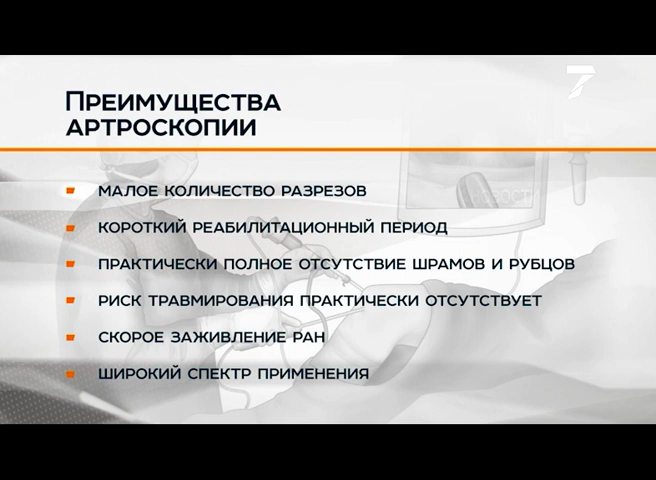 7
ПРЕИМУЩЕСТВА
АРТРОСКОПИИ
МАЛОЕ КОЛИЧЕСТВО РАЗРЕЗОВ
КОРОТКИЙ РЕАБИЛИТАЦИОННЫЙ ПЕРИОД
ПРАКТИЧЕСКИ ПОЛНОЕ ОТСУТСТВИЕ ШРАМОВ И РУБЦОВ
РИСК ТРАВМИРОВАНИЯ ПРАКТИЧЕСКИ ОТСУТСТВУЕТ
СКОРОЕ ЗАЖИВЛЕНИЕ РАН
ШИРОКИЙ СПЕКТР ПРИМЕНЕНИЯ